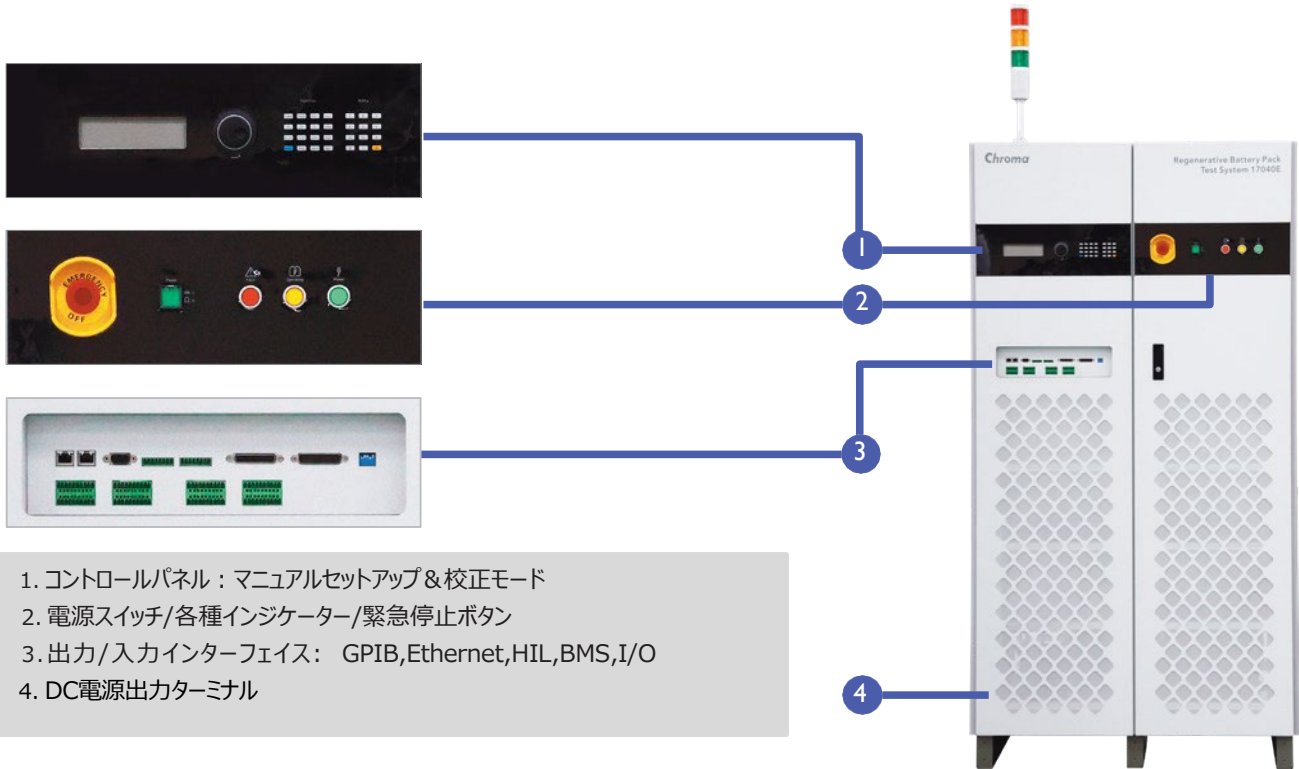 Chroma
Regenerative Battery Pack
Test System 17040E
EMERGENCY
OFF
Power
1
2
3
4
1. コントロールパネル：マニュアルセットアップ＆校正モード
2. 電源スイッチ/各種インジケーター/緊急停止ボタン
3.出力/入力インターフェイス: GPIB,Ethernet,HIL,BMS,I/O
4. DC電源出力ターミナル